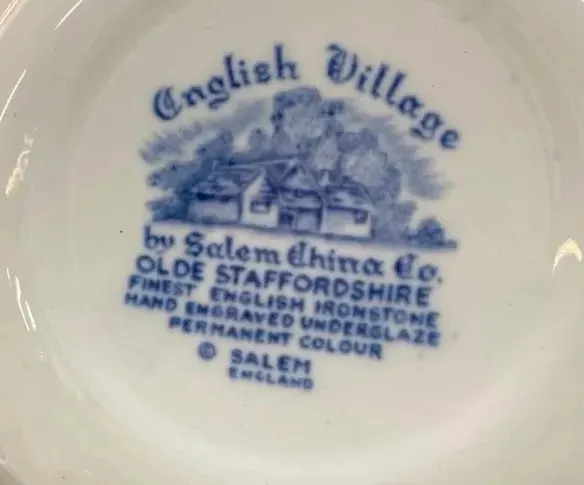 English Village
by Salem China Co.
OLDE STAFFORDSHIRE
FINEST ENGLISH IRONSTONE
HAND ENGRAVED UNDERGLAZE
PERMANENT COLOUR
© SALEM
ENGLAND